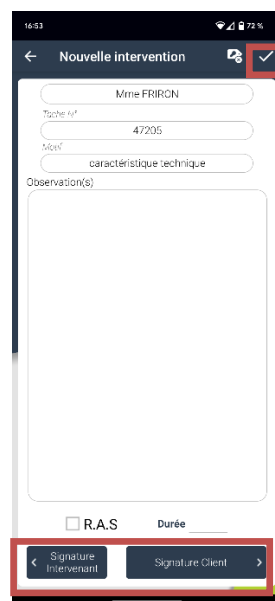 16:53
72 %
Nouvelle intervention
Mme FRIRON
Tache N°
47205
Motif
caractéristique technique
Observation(s)
R.A.S
Durée
Signature
Intervenant
Signature Client